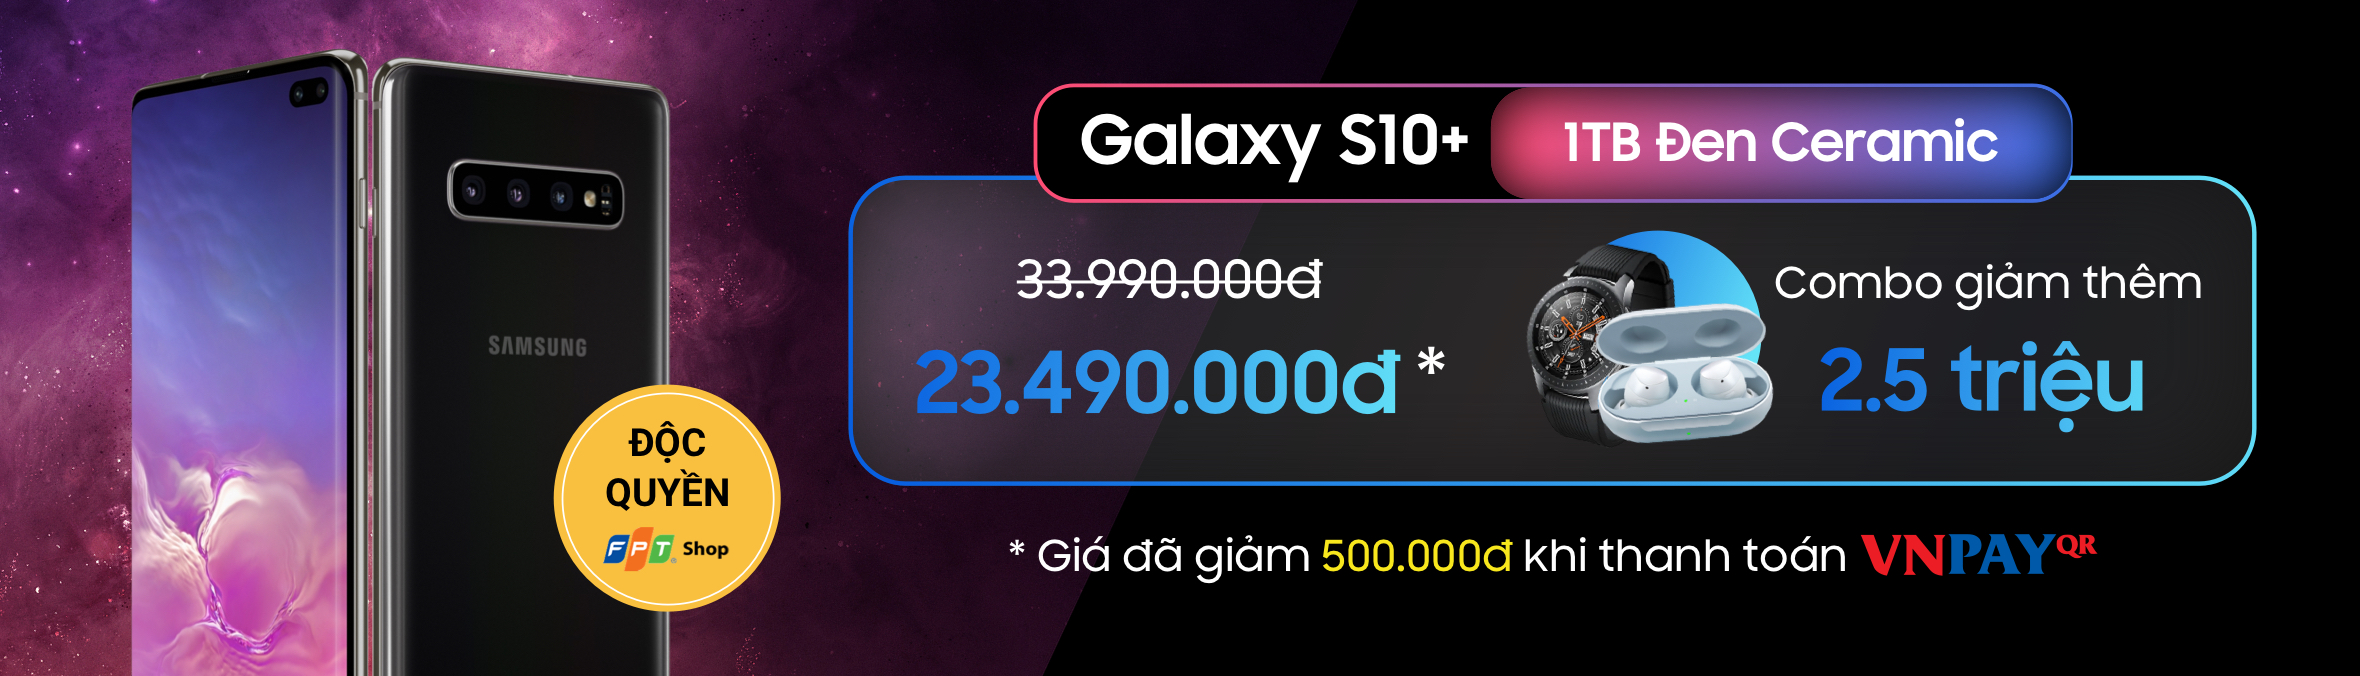 Galaxy S10+ 1TB Đen Ceramic
33.990.000đ
23.490.000đ *
Combo giảm thêm
2.5 triệu
SAMSUNG
ĐỘC
QUYỀN
FPT Shop
* Giá đã giảm 500.000đ khi thanh toán VNPAYQR